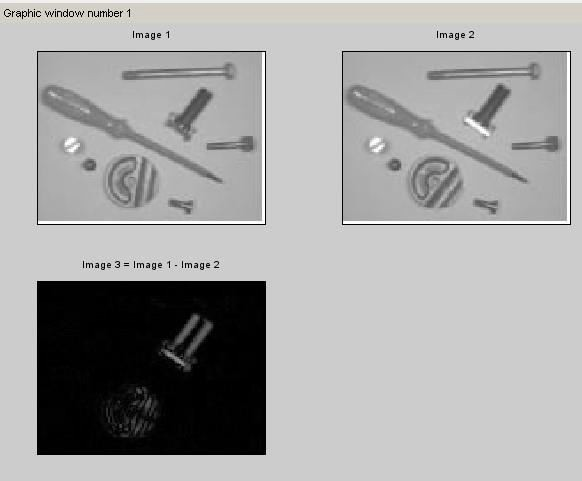 Graphic window number 1
Image 1
Image 2
Image 3 = Image 1 - Image 2